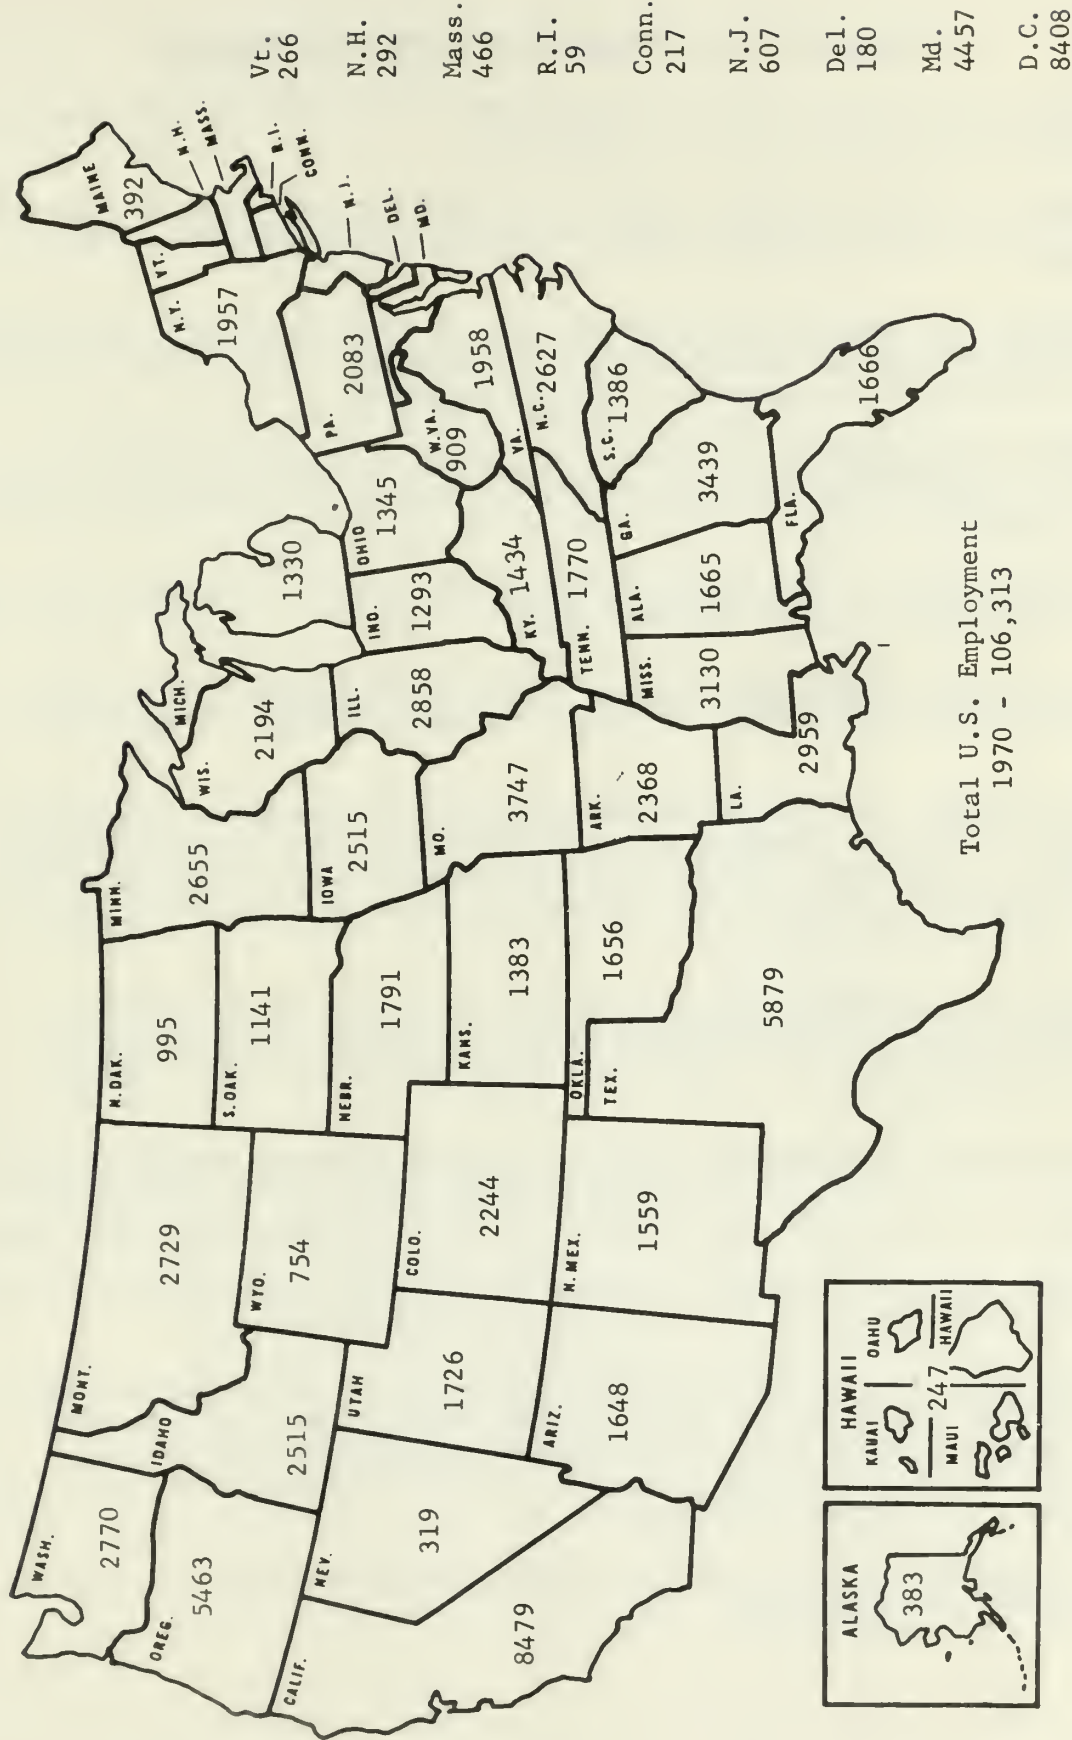 WASH.
2770
OREG.
5463
CALIF.
8479
NEV.
319
IDAHO
2515
MONT.
2729
WYO.
754
UTAH
1726
ARIZ.
1648
COLO.
2244
N. MEX.
1559
N. DAK.
995
S. DAK.
1141
NEBR.
1791
KANS.
1383
OKLA.
1656
TEX.
5879
MINN.
2655
IOWA
2515
MO.
3747
ARK.
2368
LA.
2959
WIS.
2194
ILL.
2858
MICH.
1330
IND.
1293
OHIO
1345
KY.
1434
TENN.
1770
MISS.
3130
ALA.
1665
GA.
3439
FLA.
1666
S.C.
1386
N.C.
2627
VA.
1958
W.VA.
909
PA.
2083
N.Y.
1957
VT.
MAINE
392
N.H.
MASS.
R.I.
CONN.
N.J.
DEL.
MD.
Vt.
266
N.H.
292
Mass.
466
R.I.
59
Conn.
217
N.J.
607
Del.
180
Md.
4457
D.C.
8408
ALASKA
383
HAWAII
KAUAI
OAHU
247
MAUI
HAWAII
Total U.S. Employment
1970 - 106,313